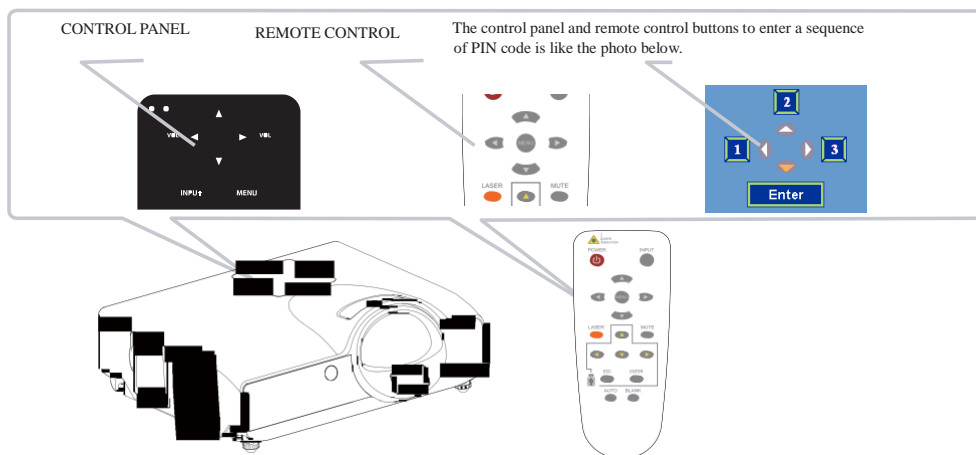 CONTROL PANEL
REMOTE CONTROL
The control panel and remote control buttons to enter a sequence
of PIN code is like the photo below.
VOL
VOL
INPUT
MENU
MENU
LASER
MUTE
2
1
3
Enter
POWER
INPUT
MENU
LASER
MUTE
ESC
ENTER
AUTO
BLANK